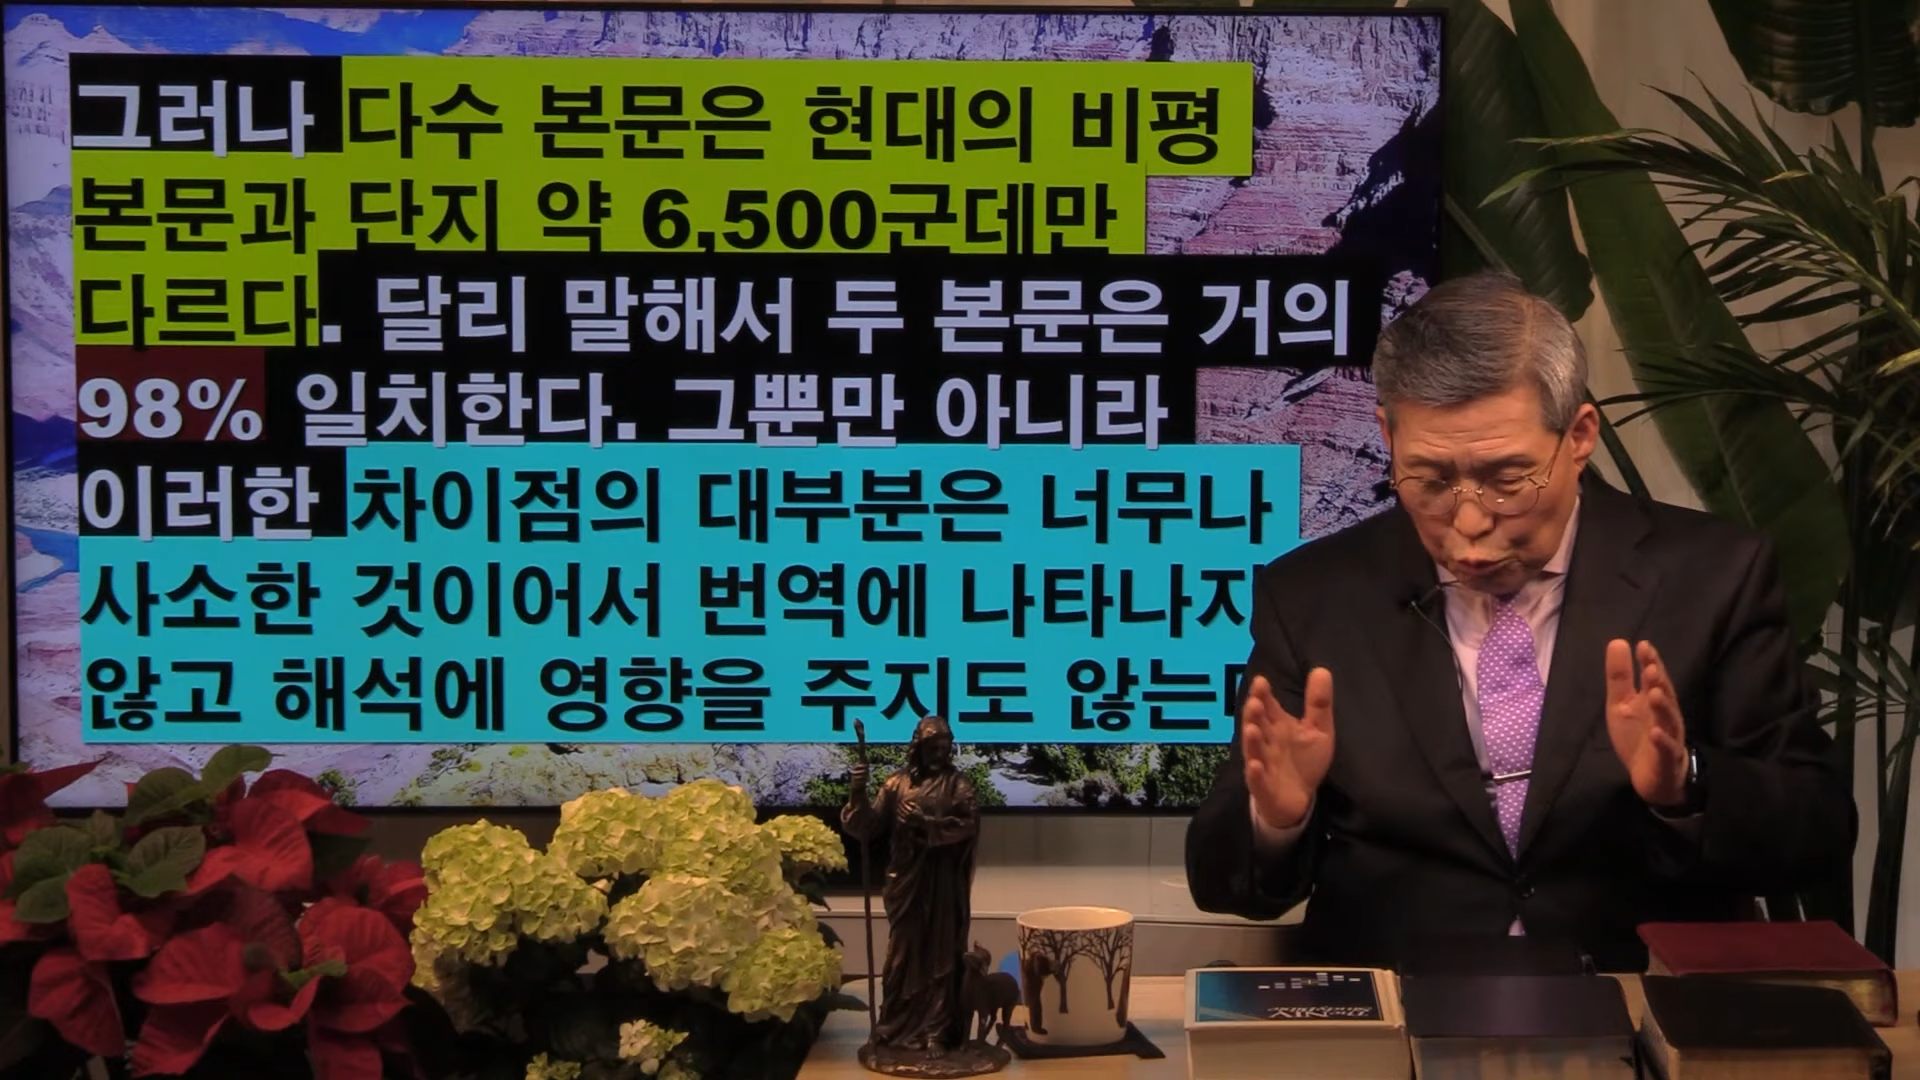 그러나 다수 본문은 현대의 비평
본문과 단지 약 6,500군데만
다르다. 달리 말해서 두 본문은 거의
98% 일치한다. 그뿐만 아니라
이러한 차이점의 대부분은 너무나
사소한 것이어서 번역에 나타나지
않고 해석에 영향을 주지도 않는다
The NIV